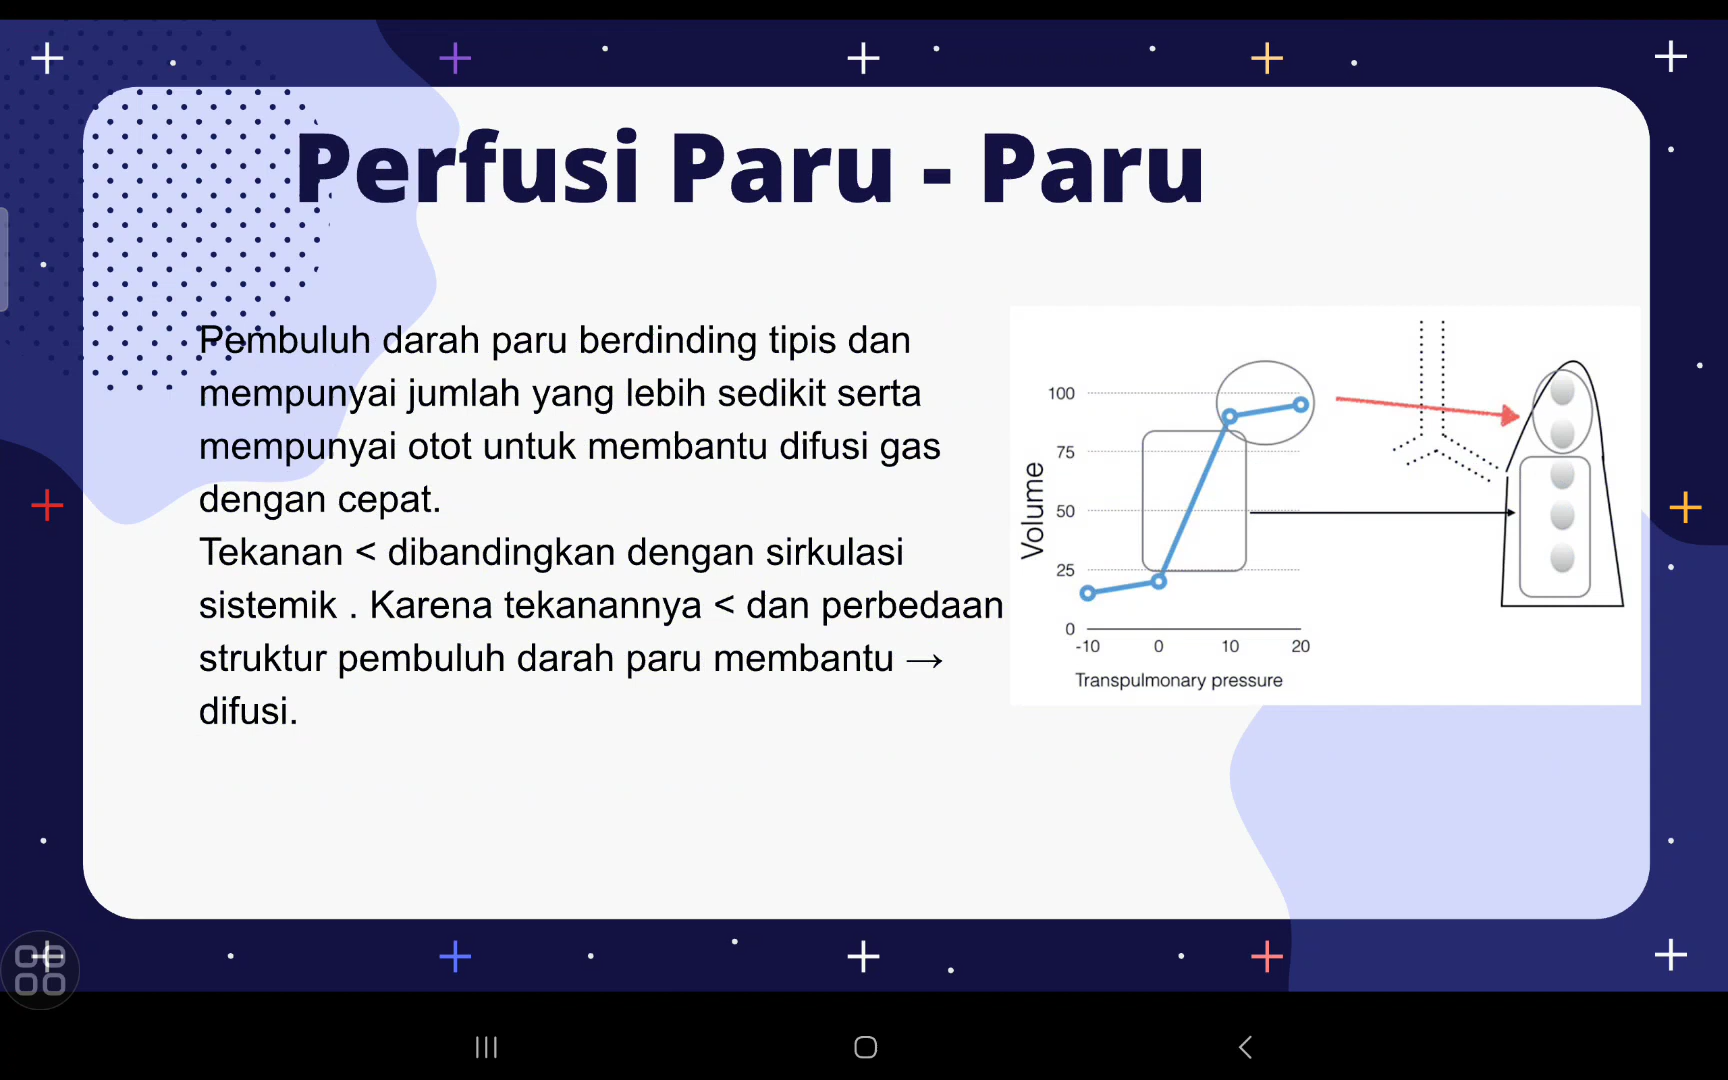 Perfusi Paru - Paru
Pembuluh darah paru berdinding tipis dan
mempunyai jumlah yang lebih sedikit serta
mempunyai otot untuk membantu difusi gas
dengan cepat.
Tekanan < dibandingkan dengan sirkulasi
sistemik . Karena tekanannya < dan perbedaan
struktur pembuluh darah paru membantu →
difusi.
Volume
100
75
50
25
0
-10 0 10 20
Transpulmonary pressure